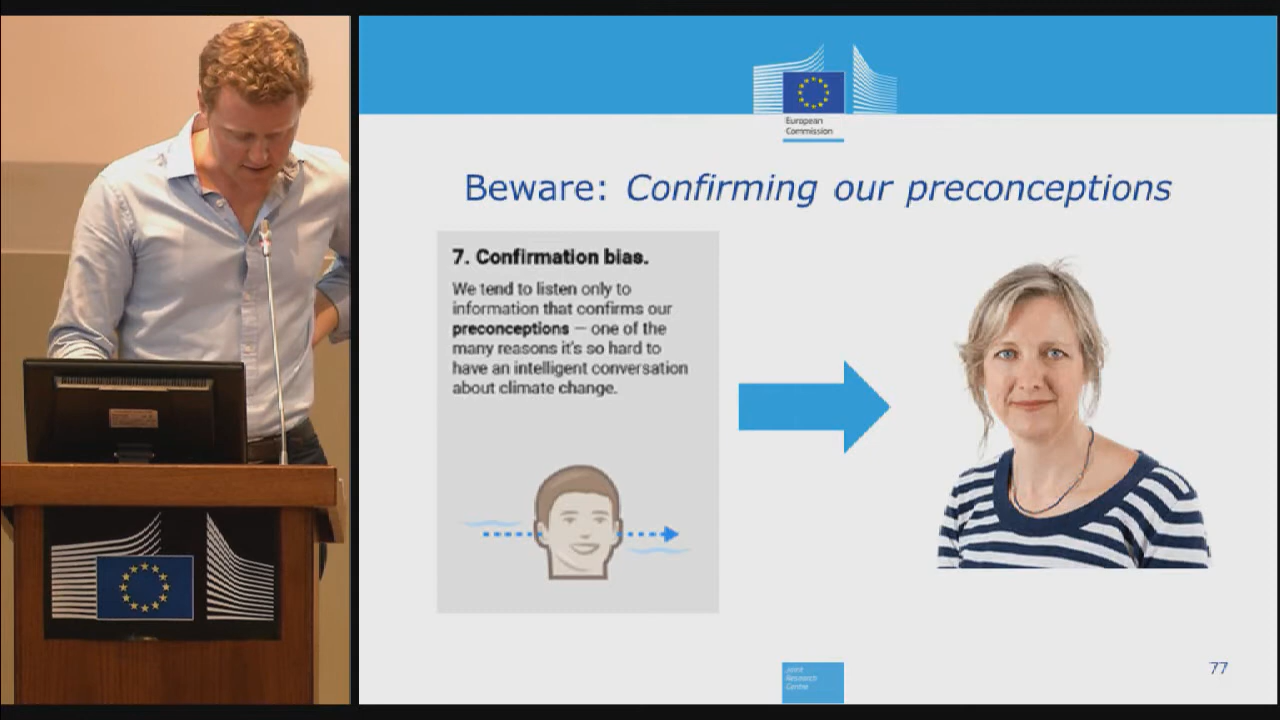 European
Commission
Beware: Confirming our preconceptions
7. Confirmation bias.
We tend to listen only to
information that confirms our
preconceptions — one of the
many reasons it's so hard to
have an intelligent conversation
about climate change.
Joint
Research
Centre
77